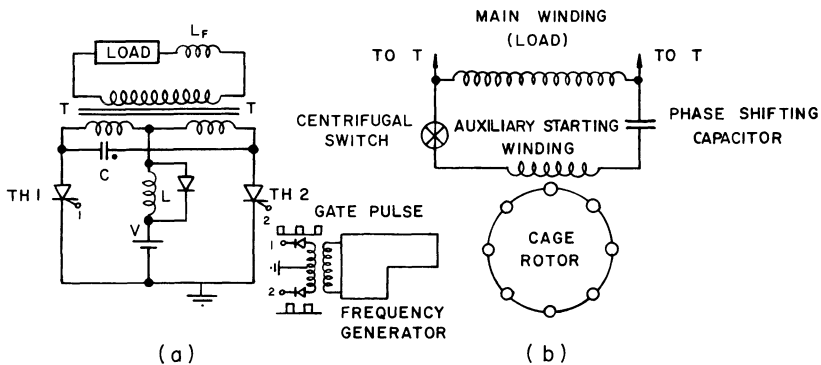 LOAD
L_F
T
T
C
TH 1
1
L
TH 2
2
V
GATE PULSE
1
2
FREQUENCY
GENERATOR
(a)
MAIN WINDING
(LOAD)
TO T
TO T
CENTRIFUGAL
SWITCH
AUXILIARY STARTING
WINDING
PHASE SHIFTING
CAPACITOR
CAGE
ROTOR
(b)